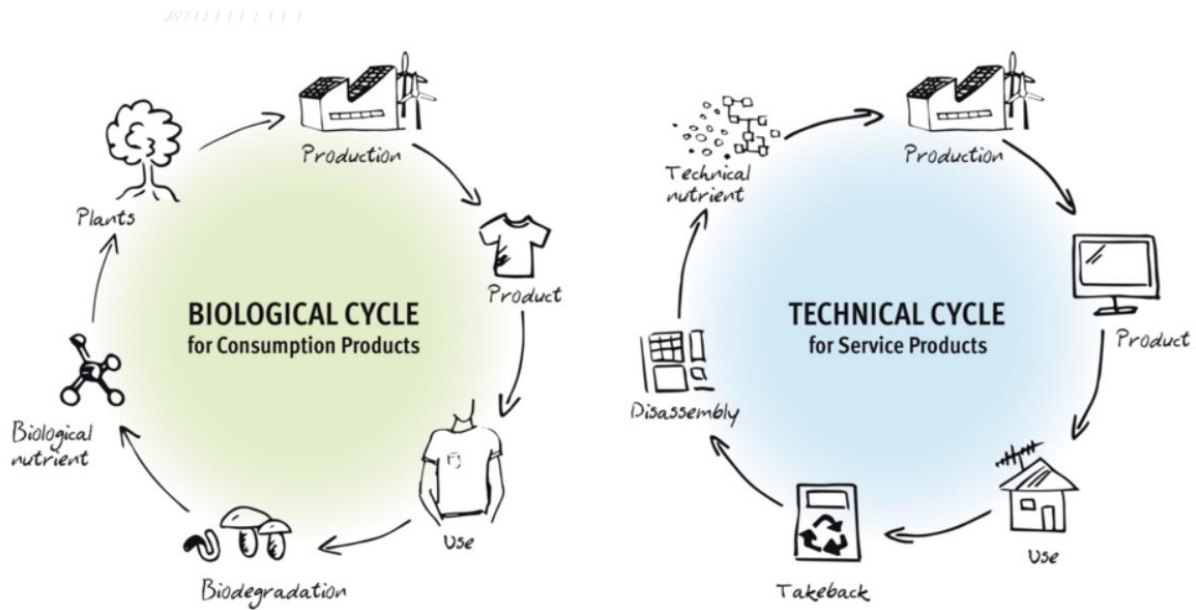 Production
Plants
Product
BIOLOGICAL CYCLE
for Consumption Products
Biological
nutrient
Use
Biodegradation
Production
Technical
nutrient
Product
TECHNICAL CYCLE
for Service Products
Disassembly
Use
Takeback